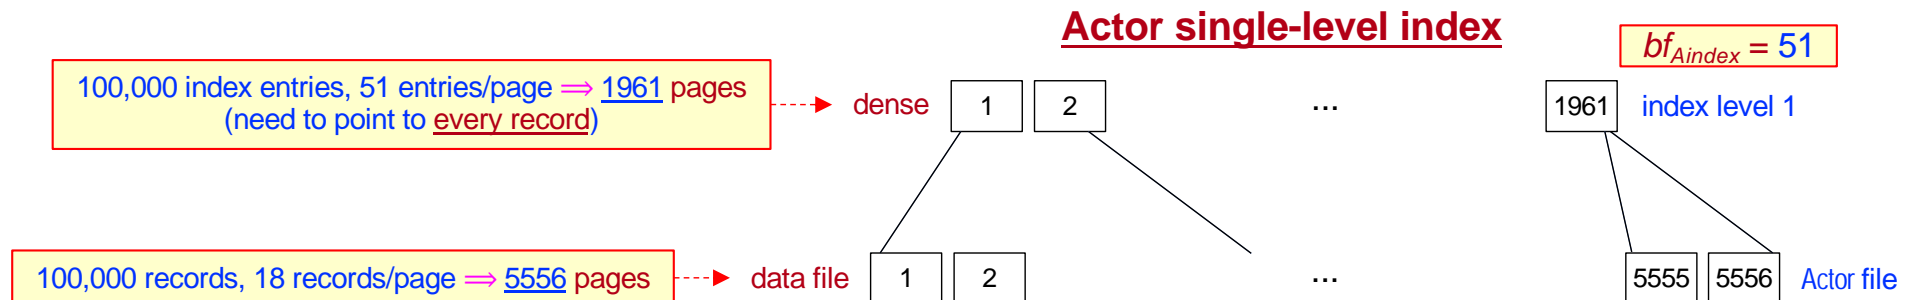 Actor single-level index
bf_Aindex = 51
100,000 index entries, 51 entries/page ⟹ 1961 pages
(need to point to every record)
dense 1 2 ... 1961 index level 1
100,000 records, 18 records/page ⟹ 5556 pages
data file 1 2 ... 5555 5556 Actor file